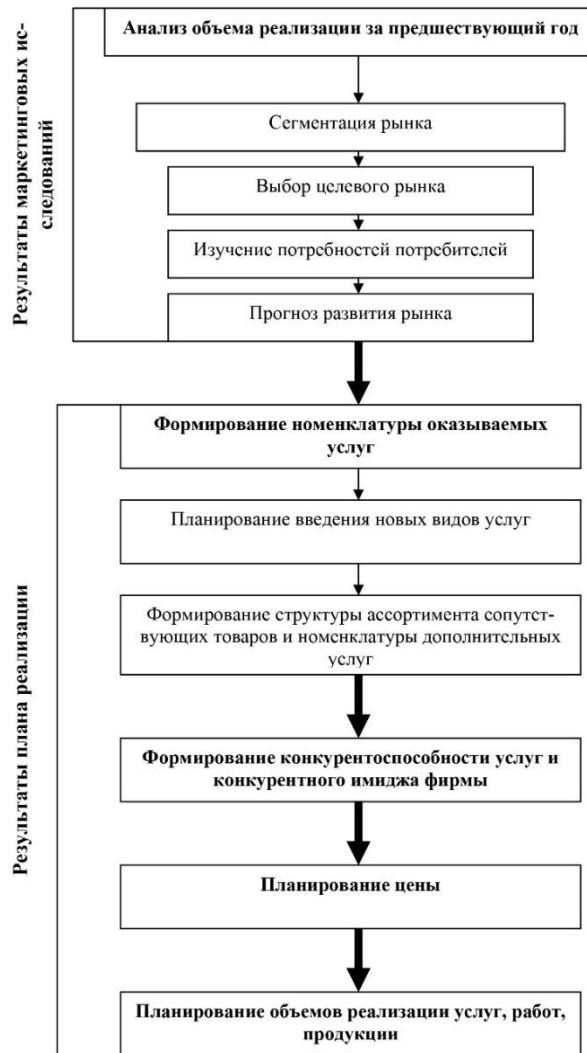 Результаты маркетинговых ис-
следований
Анализ объема реализации за предшествующий год
Сегментация рынка
Выбор целевого рынка
Изучение потребностей потребителей
Прогноз развития рынка
Результаты плана реализации
Формирование номенклатуры оказываемых
услуг
Планирование введения новых видов услуг
Формирование структуры ассортимента сопутст-
вующих товаров и номенклатуры дополнительных
услуг
Формирование конкурентоспособности услуг и
конкурентного имиджа фирмы
Планирование цены
Планирование объемов реализации услуг, работ,
продукции